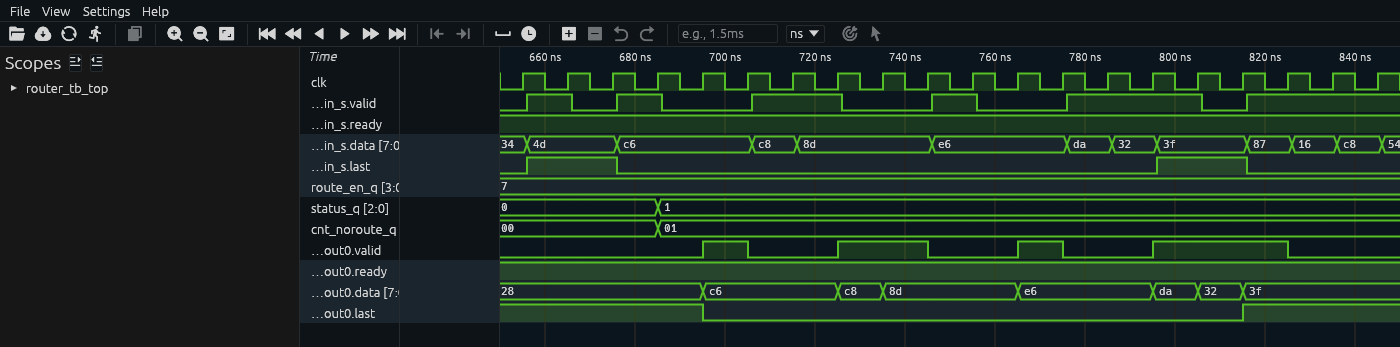 File View Settings Help
e.g., 1.5ms ns
Scopes
router_tb_top
Time 660 ns 680 ns 700 ns 720 ns 740 ns 760 ns 780 ns 800 ns 820 ns 840 ns
clk
…in_s.valid
…in_s.ready
…in_s.data [7:0 34 4d c6 c8 8d e6 da 32 3f 87 16 c8 54
…in_s.last
route_en_q [3:0 7
status_q [2:0] 0 1
cnt_noroute_q 00 01
…out0.valid
…out0.ready
…out0.data [7:0 28 c6 c8 8d e6 da 32 3f
…out0.last